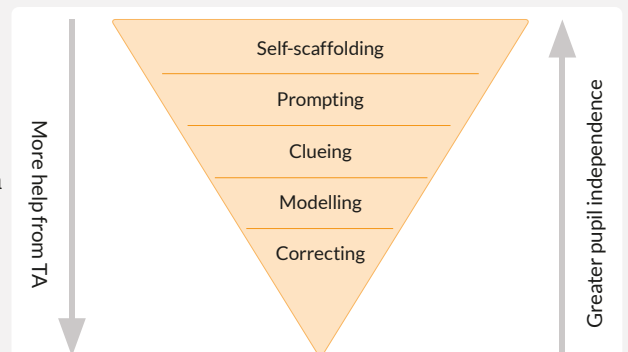 Self-scaffolding
Prompting
Clueing
Modelling
Correcting
More help from TA
Greater pupil independence